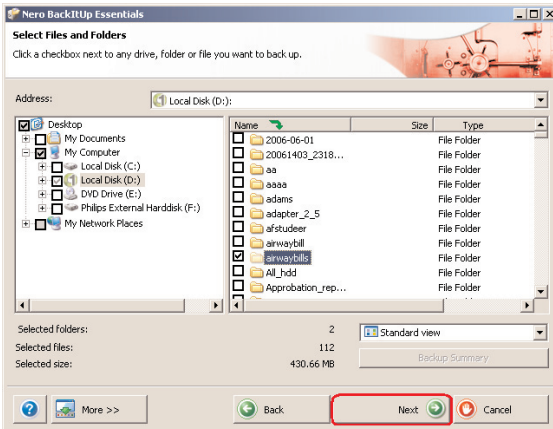 Nero BackItUp Essentials
Select Files and Folders
Click a checkbox next to any drive, folder or file you want to back up.
Address: Local Disk (D:):
Desktop
My Documents
My Computer
Local Disk (C:)
Local Disk (D:)
DVD Drive (E:)
Philips External Harddisk (F:)
My Network Places
Name Size Type
2006-06-01 File Folder
20061403_2318... File Folder
aa File Folder
aaaa File Folder
adams File Folder
adapter_2_5 File Folder
afstudeer File Folder
airwaybill File Folder
airwaybills File Folder
All_hdd File Folder
Approbation_rep... File Folder
Selected folders: 2
Selected files: 112
Selected size: 430.66 MB
Standard view
Backup Summary
More >>
Back
Next
Cancel